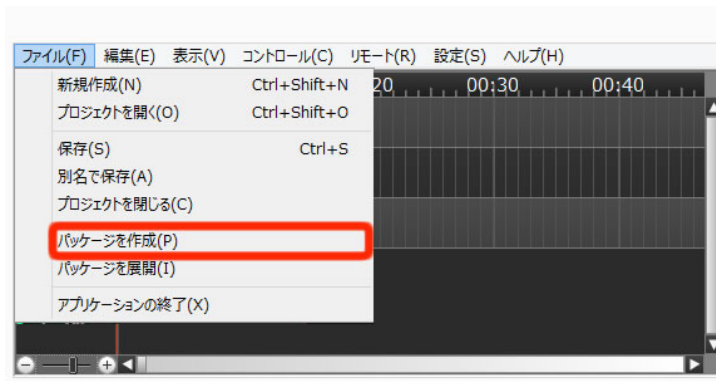 ファイル(F) 編集(E) 表示(V) コントロール(C) リモート(R) 設定(S) ヘルプ(H)
新規作成(N) Ctrl+Shift+N 20 00:30 00:40
プロジェクトを開く(O) Ctrl+Shift+O
保存(S) Ctrl+S
別名で保存(A)
プロジェクトを閉じる(C)
パッケージを作成(P)
パッケージを展開(I)
アプリケーションの終了(X)